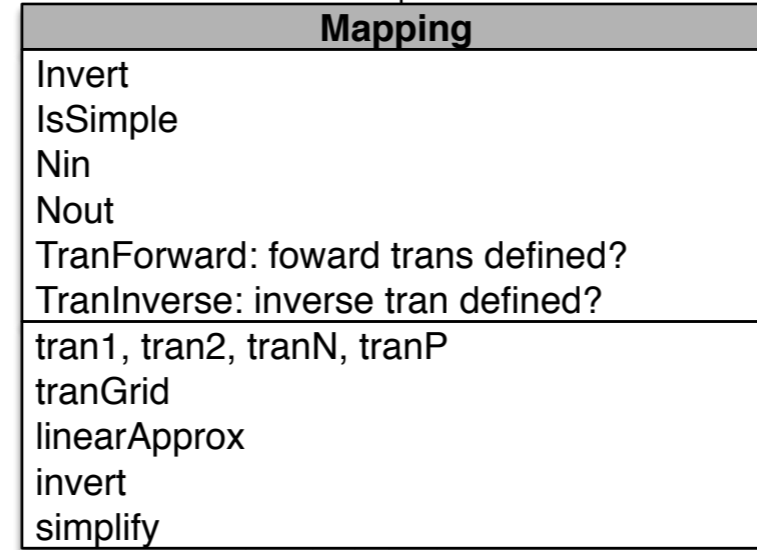 Mapping
Invert
IsSimple
Nin
Nout
TranForward: foward trans defined?
TranInverse: inverse tran defined?
tran1, tran2, tranN, tranP
tranGrid
linearApprox
invert
simplify